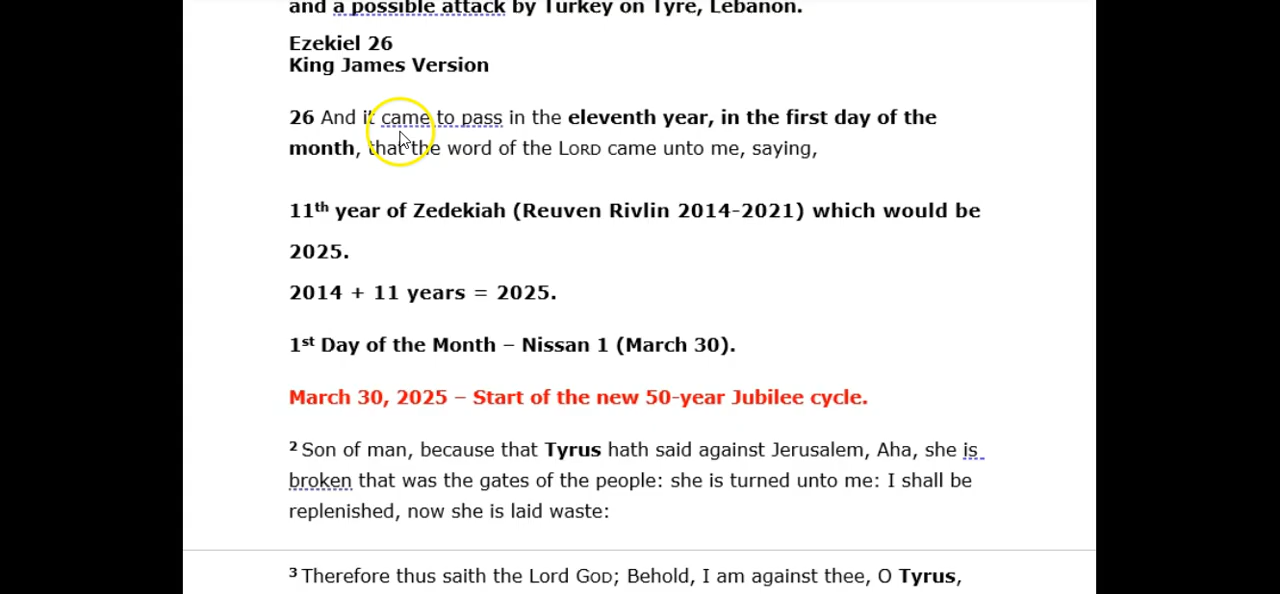 and a possible attack by Turkey on Tyre, Lebanon.
Ezekiel 26
King James Version
26 And it came to pass in the eleventh year, in the first day of the
month, that the word of the LORD came unto me, saying,
11th year of Zedekiah (Reuven Rivlin 2014-2021) which would be
2025.
2014 + 11 years = 2025.
1st Day of the Month – Nissan 1 (March 30).
March 30, 2025 – Start of the new 50-year Jubilee cycle.
2 Son of man, because that Tyrus hath said against Jerusalem, Aha, she is
broken that was the gates of the people: she is turned unto me: I shall be
replenished, now she is laid waste:
3 Therefore thus saith the Lord GOD; Behold, I am against thee, O Tyrus,